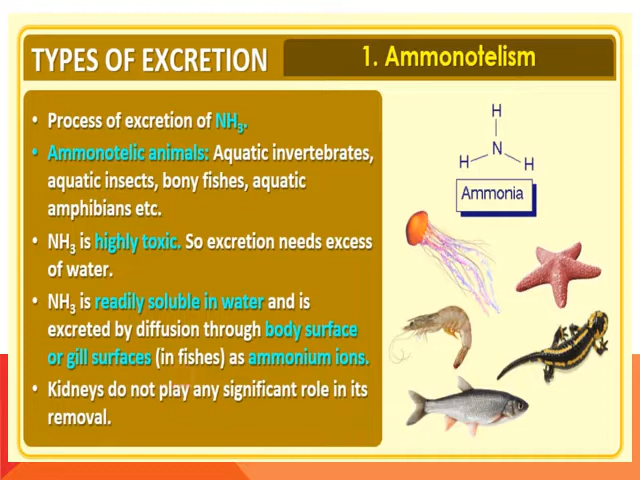 TYPES OF EXCRETION
1. Ammonotelism
• Process of excretion of NH₃.
• Ammonotelic animals: Aquatic invertebrates,
aquatic insects, bony fishes, aquatic
amphibians etc.
• NH₃ is highly toxic. So excretion needs excess
of water.
• NH₃ is readily soluble in water and is
excreted by diffusion through body surface
or gill surfaces (in fishes) as ammonium ions.
• Kidneys do not play any significant role in its
removal.
H
N
H H
Ammonia